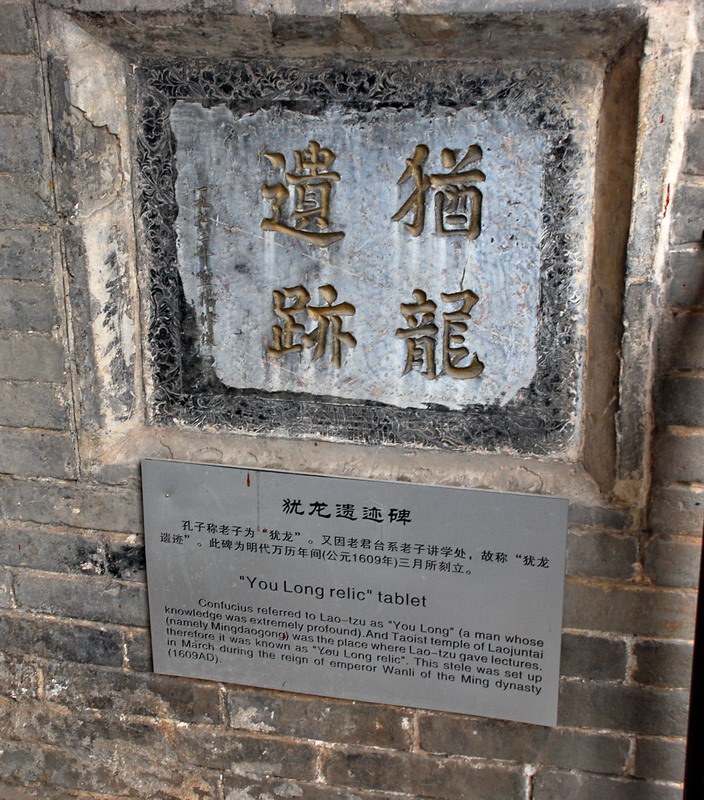 猶龍
遺跡
犹龙遗迹碑
孔子称老子为“犹龙”。又因老君台系老子讲学处，故称“犹龙
遗迹”。此碑为明代万历年间(公元1609年)三月所刻立。
"You Long relic" tablet
Confucius referred to Lao-tzu as "You Long" (a man whose
knowledge was extremely profound).And Taoist temple of Laojuntai
(namely Mingdaogong) was the place where Lao-tzu gave lectures.
therefore it was known as "You Long relic". This stele was set up
in March during the reign of emperor Wanli of the Ming dynasty
(1609AD).